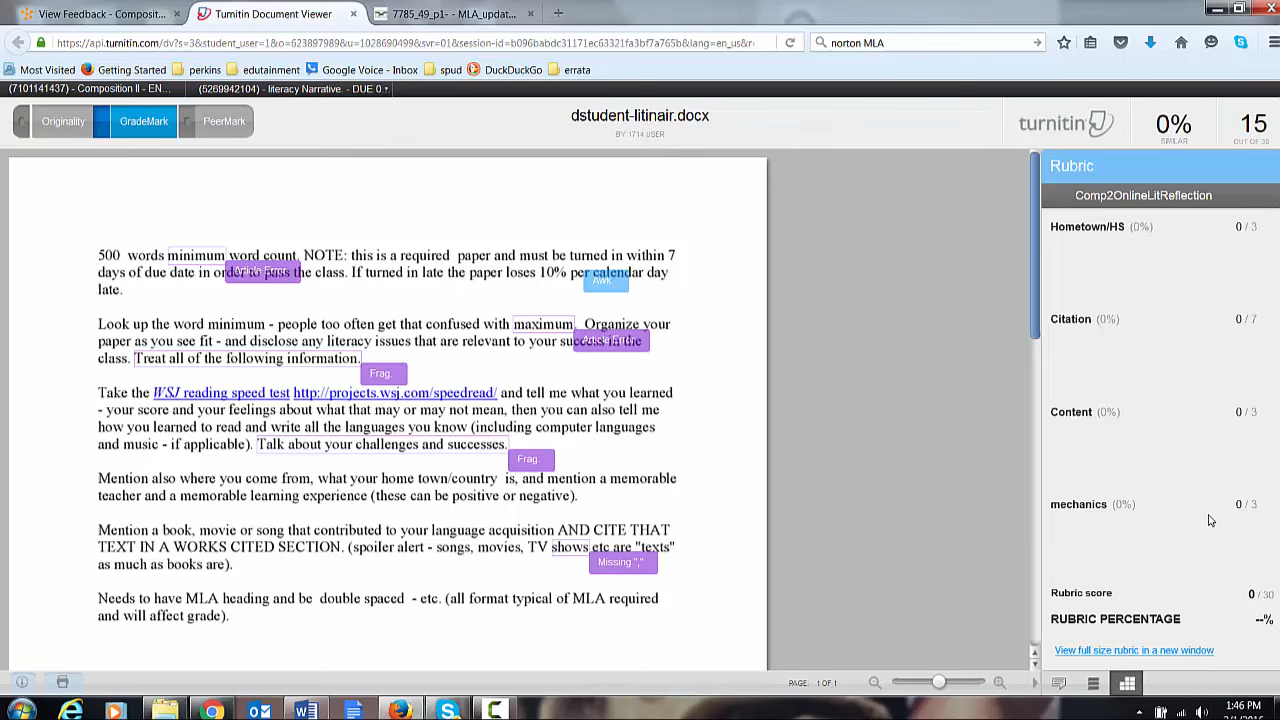 View Feedback - Composit...
Turnitin Document Viewer
7785_49_p1- - MLA_updat...
https://api.turnitin.com/dv?s=3&student_user=1&o=623897989&u=1028690499&svr=01&session-id=b096babdc31171ec63321fa3bf7a765b&lang=en_us&r
norton MLA
Most Visited
Getting Started
perkins
edutainment
Google Voice - Inbox
spud
DuckDuckGo
errata
(7101141437) - Composition II - EN...
(5269942104) - literacy Narrative. - DUE 0.
Originality
GradeMark
PeerMark
dstudent-litinair.docx
BY 1714 USER
turnitin
0%
SIMILAR
15
OUT OF 30
500 words minimum word count. NOTE: this is a required paper and must be turned in within 7
Article Error
days of due date in order to pass the class. If turned in late the paper loses 10% per calendar day
Awk.
late.
Look up the word minimum - people too often get that confused with maximum. Organize your
paper as you see fit - and disclose any literacy issues that are relevant to your success in the
Article Error
class. Treat all of the following information.
Frag.
Take the WSJ reading speed test http://projects.wsj.com/speedread/ and tell me what you learned
- your score and your feelings about what that may or may not mean, then you can also tell me
how you learned to read and write all the languages you know (including computer languages
and music - if applicable). Talk about your challenges and successes.
Frag.
Mention also where you come from, what your home town/country is, and mention a memorable
teacher and a memorable learning experience (these can be positive or negative).
Mention a book, movie or song that contributed to your language acquisition AND CITE THAT
TEXT IN A WORKS CITED SECTION. (spoiler alert - songs, movies, TV shows etc are "texts"
Missing ","
as much as books are).
Needs to have MLA heading and be double spaced - etc. (all format typical of MLA required
and will affect grade).
Rubric
Comp2OnlineLitReflection
Hometown/HS (0%) 0 / 3
Citation (0%) 0 / 7
Content (0%) 0 / 3
mechanics (0%) 0 / 3
Rubric score 0 / 30
RUBRIC PERCENTAGE --%
View full size rubric in a new window
PAGE: 1 OF 1
1:46 PM